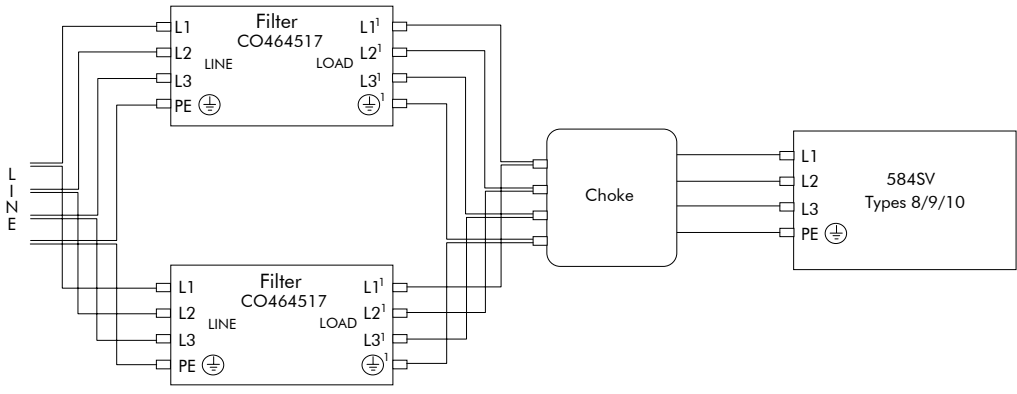 Filter
CO464517
LINE
LOAD
L1
L2
L3
PE
L1¹
L2¹
L3¹
1
LINE
Choke
L1
L2
L3
PE
584SV
Types 8/9/10
Filter
CO464517
LINE
LOAD
L1
L2
L3
PE
L1¹
L2¹
L3¹
1